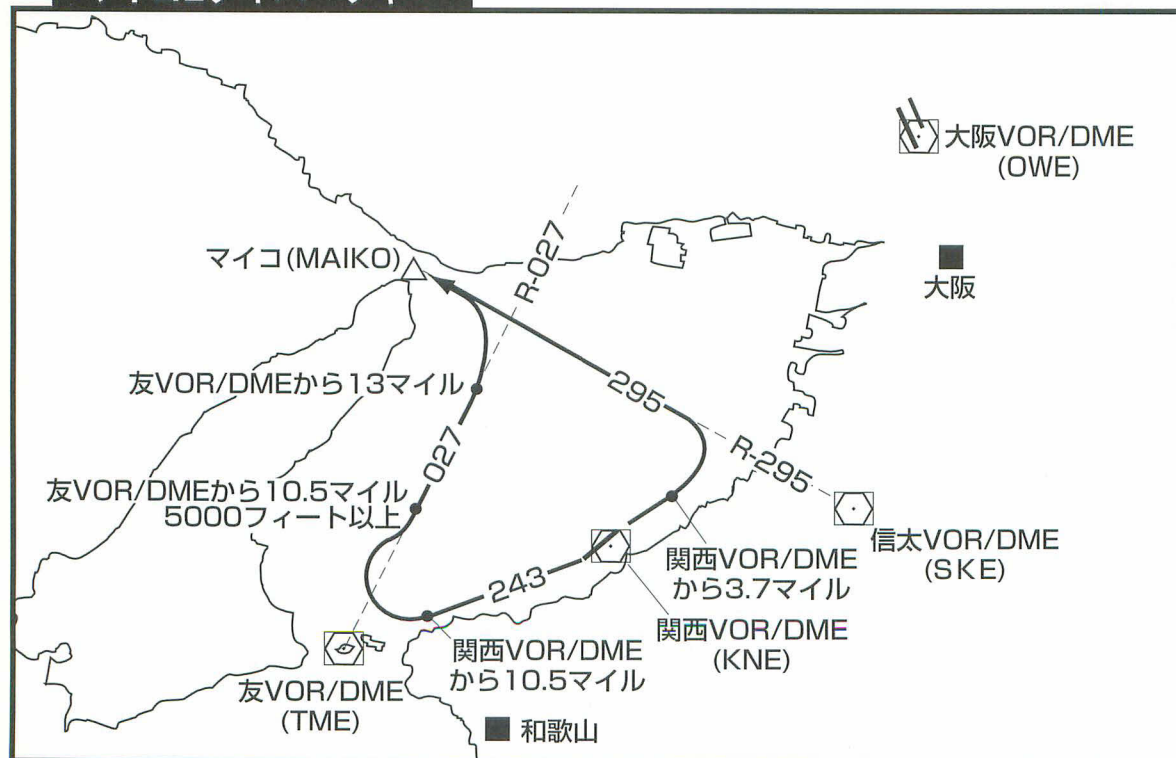 大阪VOR/DME
(OWE)
大阪
マイコ(MAIKO)
R-027
友VOR/DMEから13マイル
295
R-295
027
友VOR/DMEから10.5マイル
5000フィート以上
信太VOR/DME
(SKE)
関西VOR/DME
から3.7マイル
243
関西VOR/DME
(KNE)
関西VOR/DME
から10.5マイル
友VOR/DME
(TME)
和歌山